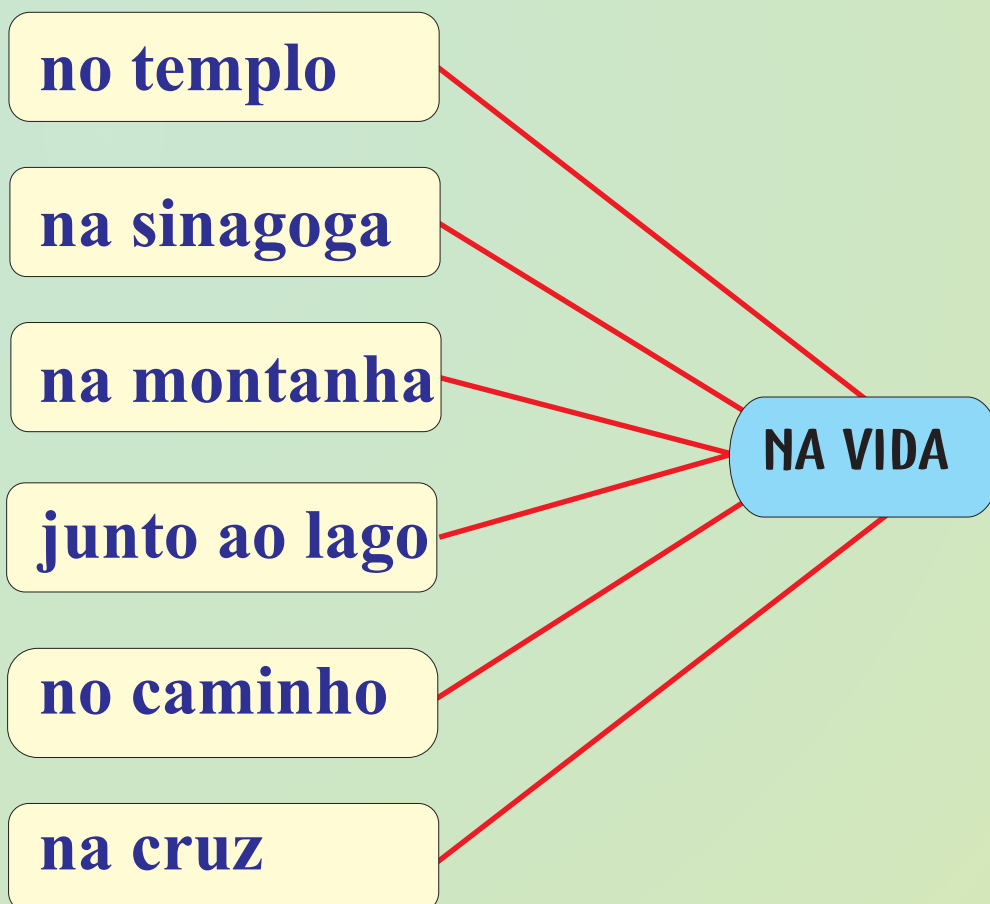 no templo
na sinagoga
na montanha
junto ao lago
no caminho
na cruz
NA VIDA